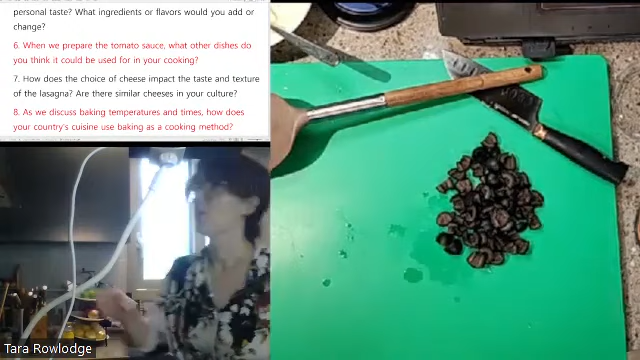 personal taste? What ingredients or flavors would you add or
change?
6. When we prepare the tomato sauce, what other dishes do
you think it could be used for in your cooking?
7. How does the choice of cheese impact the taste and texture
of the lasagna? Are there similar cheeses in your culture?
8. As we discuss baking temperatures and times, how does
your country's cuisine use baking as a cooking method?
Tara Rowlodge